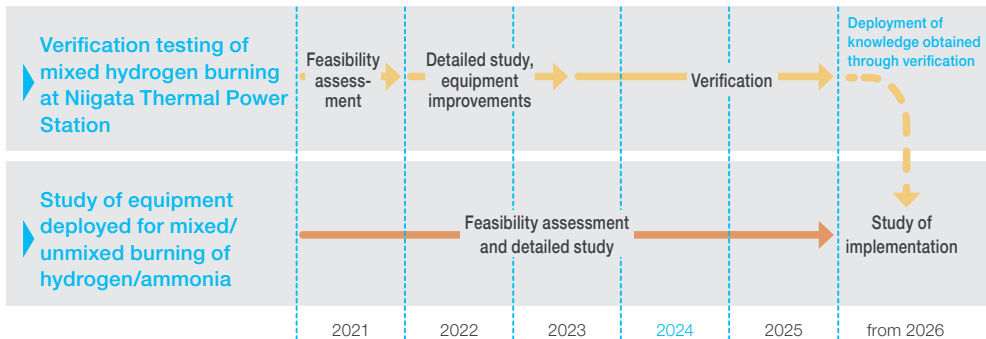 Verification testing of
mixed hydrogen burning
at Niigata Thermal Power
Station
Feasibility
assess-
ment
Detailed study,
equipment
improvements
Verification
Deployment of
knowledge obtained
through verification
Study of equipment
deployed for mixed/
unmixed burning of
hydrogen/ammonia
Feasibility assessment
and detailed study
Study of
implementation
2021
2022
2023
2024
2025
from 2026